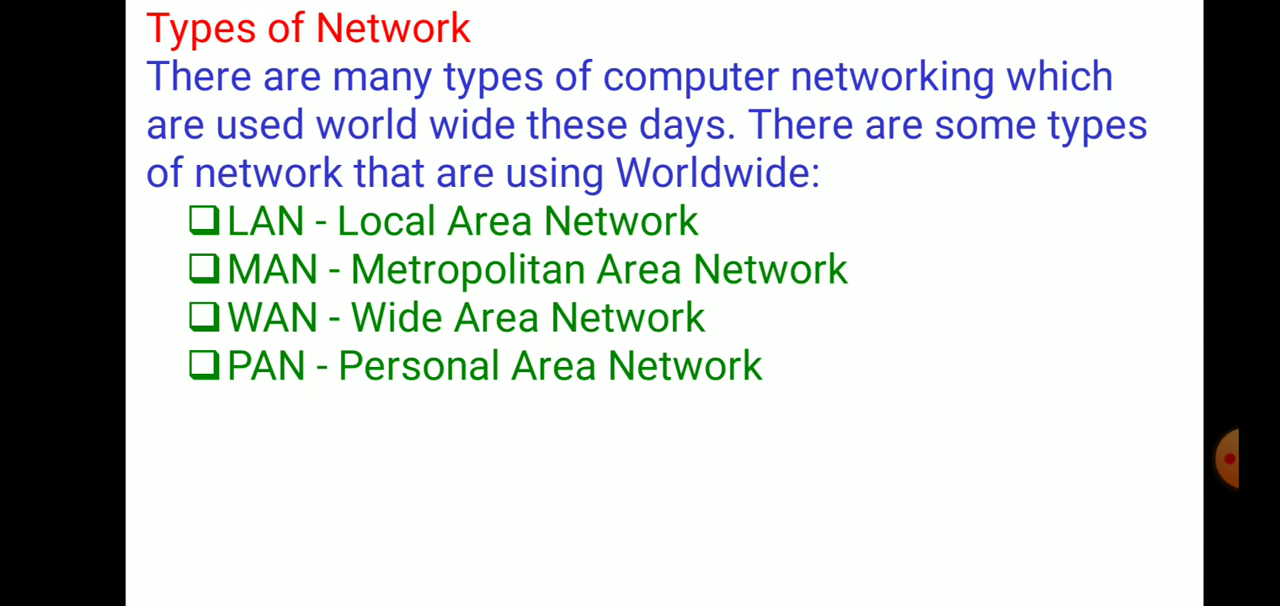 Types of Network
There are many types of computer networking which
are used world wide these days. There are some types
of network that are using Worldwide:
❑ LAN - Local Area Network
❑ MAN - Metropolitan Area Network
❑ WAN - Wide Area Network
❑ PAN - Personal Area Network